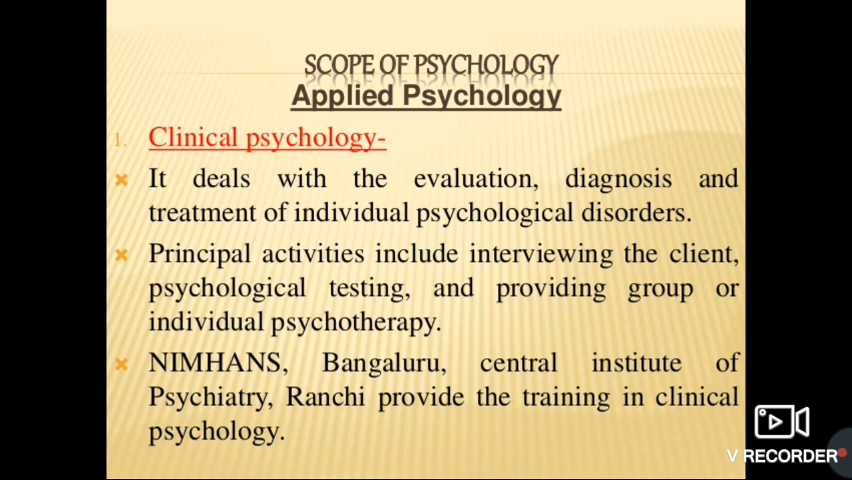 SCOPE OF PSYCHOLOGY
Applied Psychology
1. Clinical psychology-
It deals with the evaluation, diagnosis and
treatment of individual psychological disorders.
Principal activities include interviewing the client,
psychological testing, and providing group or
individual psychotherapy.
NIMHANS, Bangaluru, central institute of
Psychiatry, Ranchi provide the training in clinical
psychology.
V RECORDER